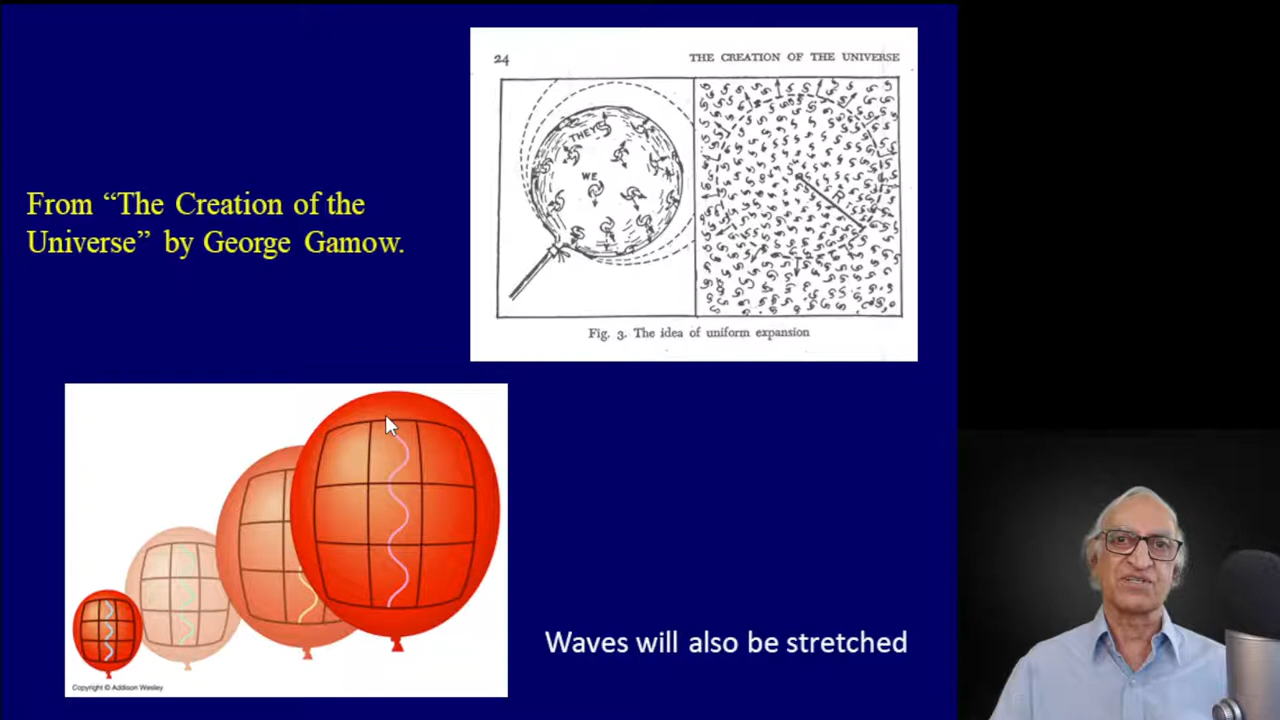 24 THE CREATION OF THE UNIVERSE
THEY
WE
R
Fig. 3. The idea of uniform expansion
From “The Creation of the
Universe” by George Gamow.
Copyright © Addison Wesley
Waves will also be stretched